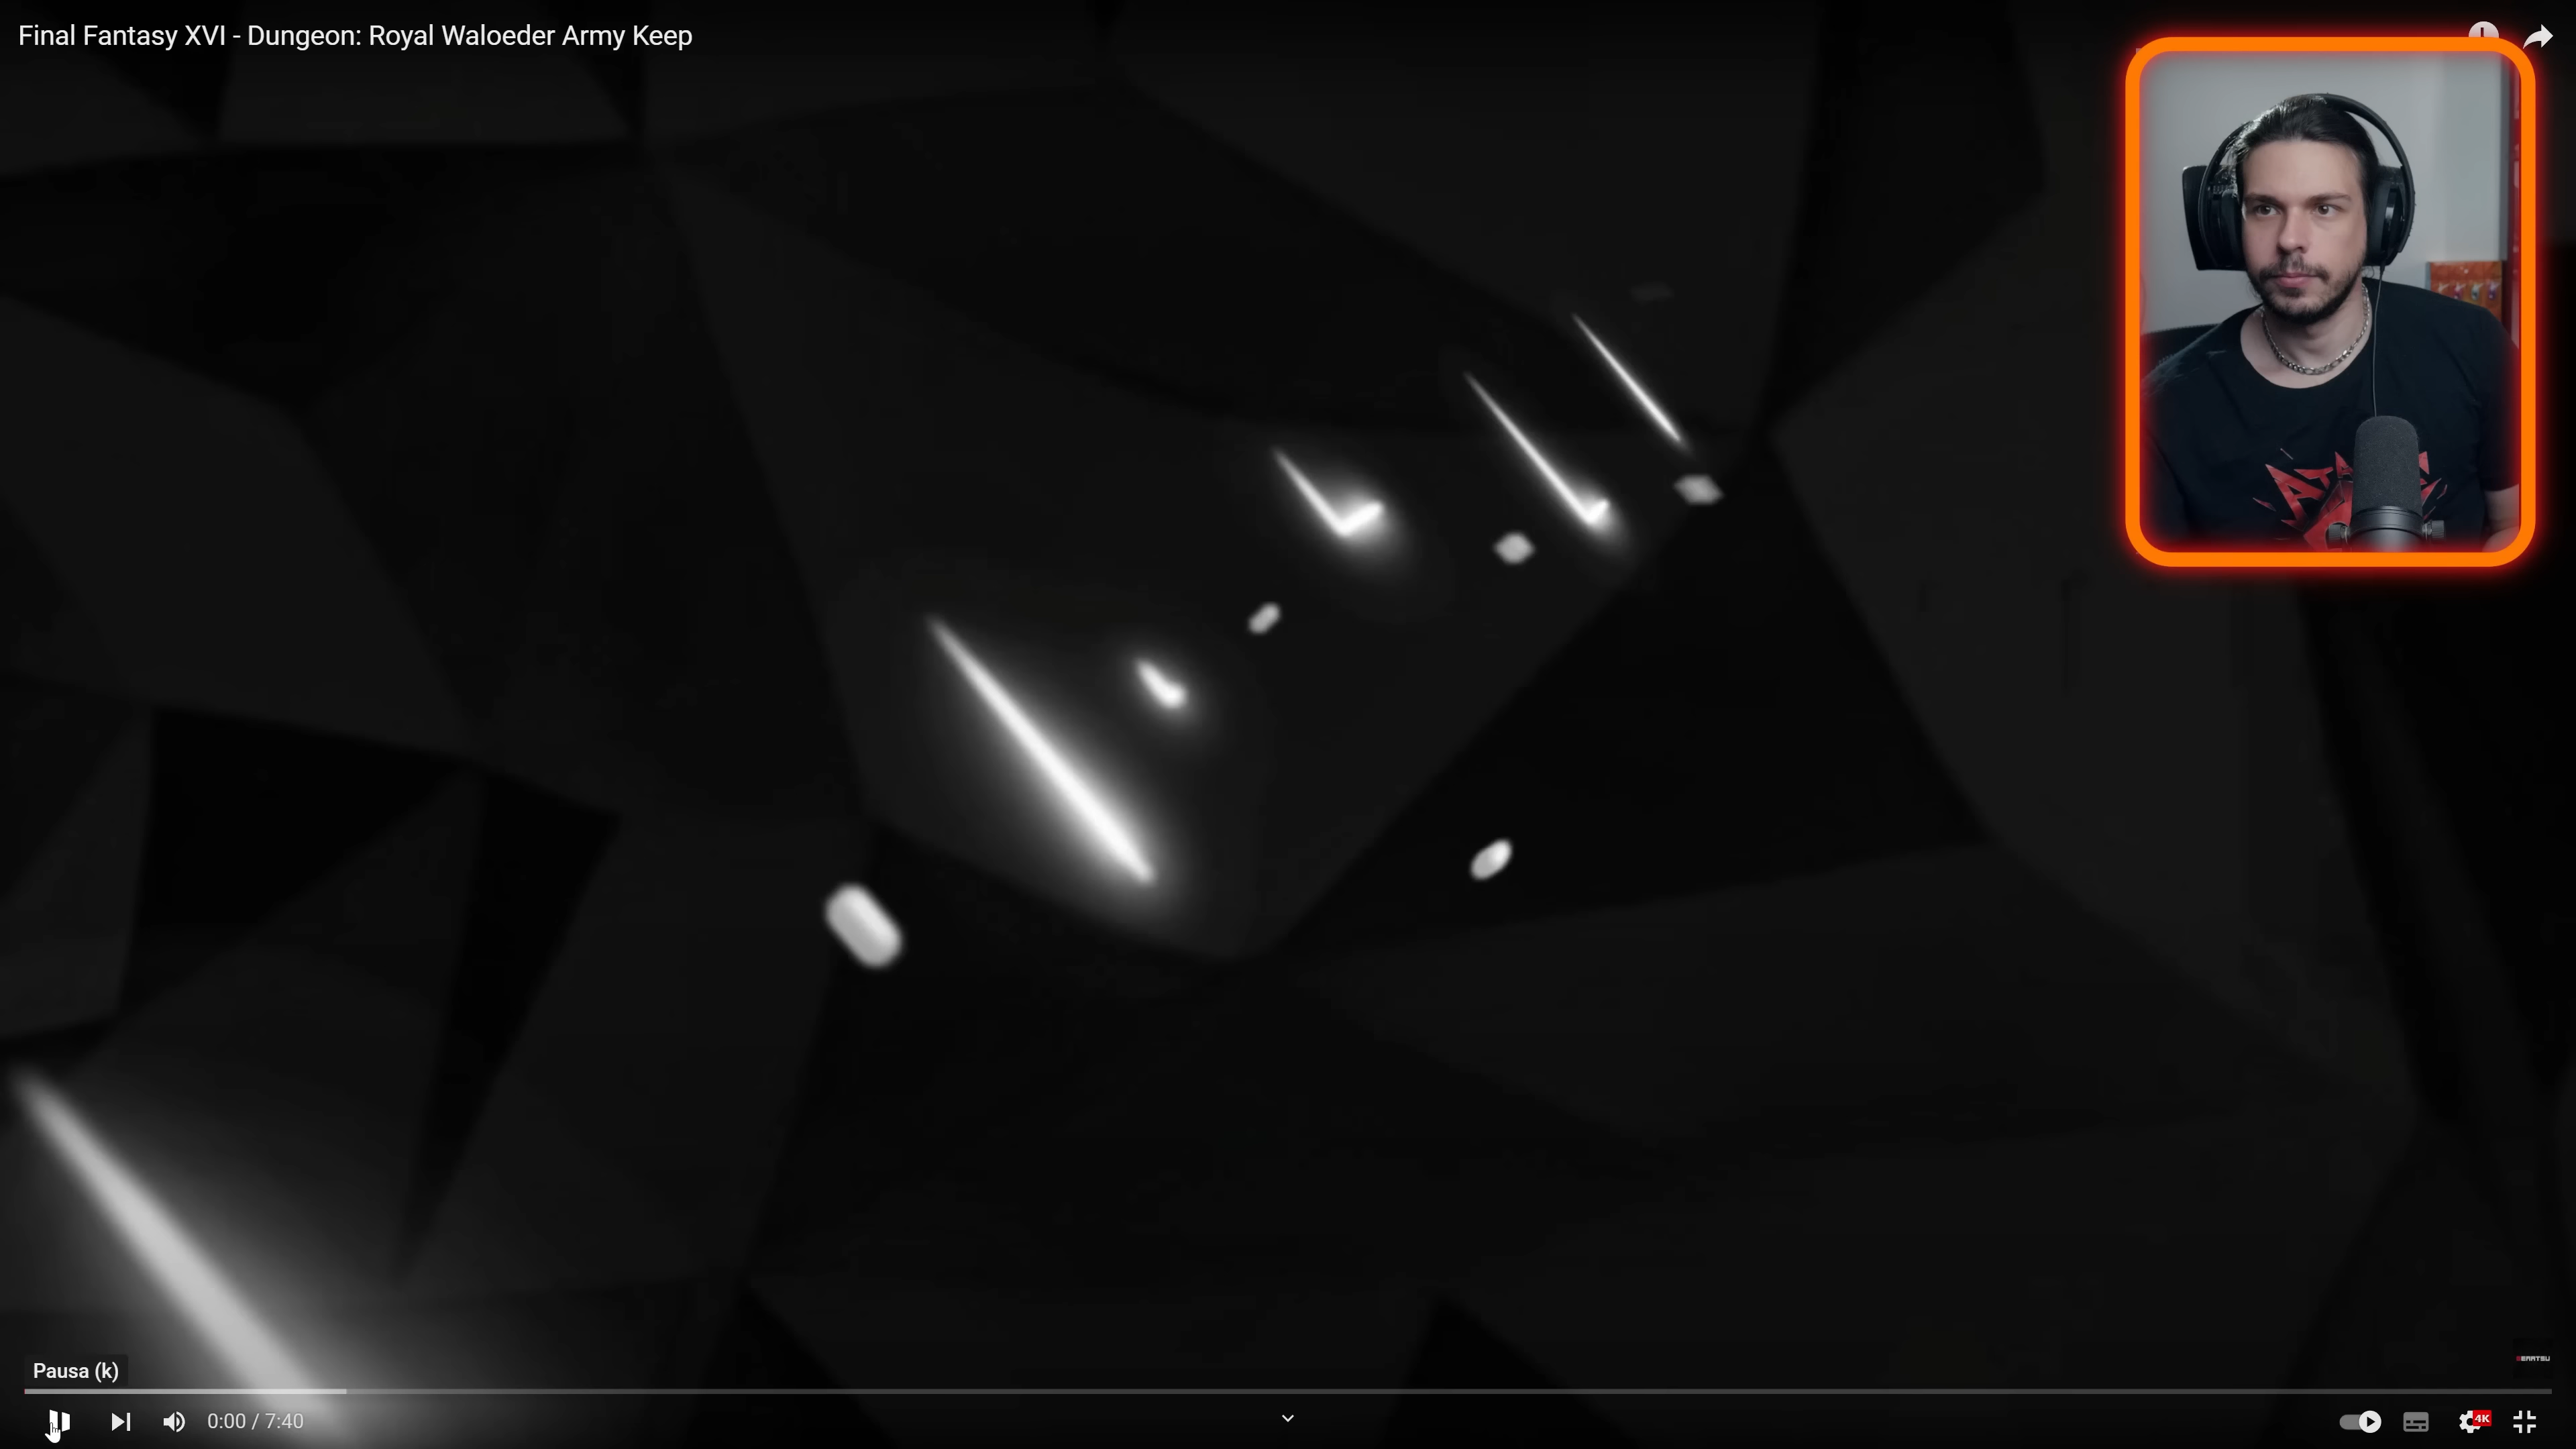 Final Fantasy XVI - Dungeon: Royal Waloeder Army Keep
Pausa (k)
0:00 / 7:40
4K